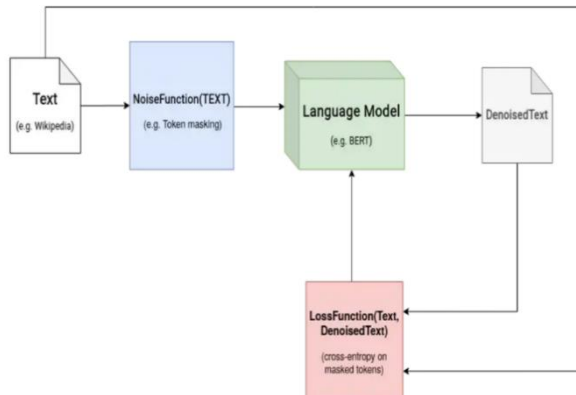 Text
(e.g. Wikipedia)
NoiseFunction(TEXT)
(e.g. Token masking)
Language Model
(e.g. BERT)
DenoisedText
LossFunction(Text,
DenoisedText)
(cross-entropy on
masked tokens)